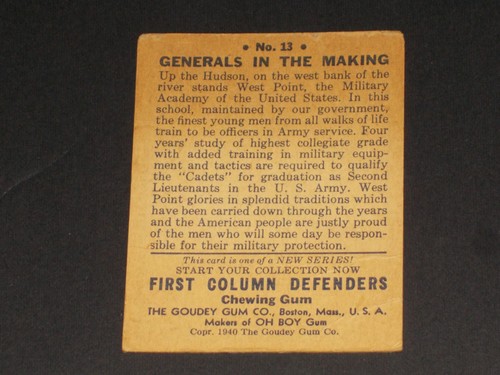 • No. 13 •
GENERALS IN THE MAKING
Up the Hudson, on the west bank of the
river stands West Point, the Military
Academy of the United States. In this
school, maintained by our government,
the finest young men from all walks of life
train to be officers in Army service. Four
years' study of highest collegiate grade
with added training in military equip-
ment and tactics are required to qualify
the "Cadets" for graduation as Second
Lieutenants in the U. S. Army. West
Point glories in splendid traditions which
have been carried down through the years
and the American people are justly proud
of the men who will some day be respon-
sible for their military protection.
This card is one of a NEW SERIES!
START YOUR COLLECTION NOW
FIRST COLUMN DEFENDERS
Chewing Gum
THE GOUDEY GUM CO., Boston, Mass., U. S. A.
Makers of OH BOY Gum
Copr. 1940 The Goudey Gum Co.